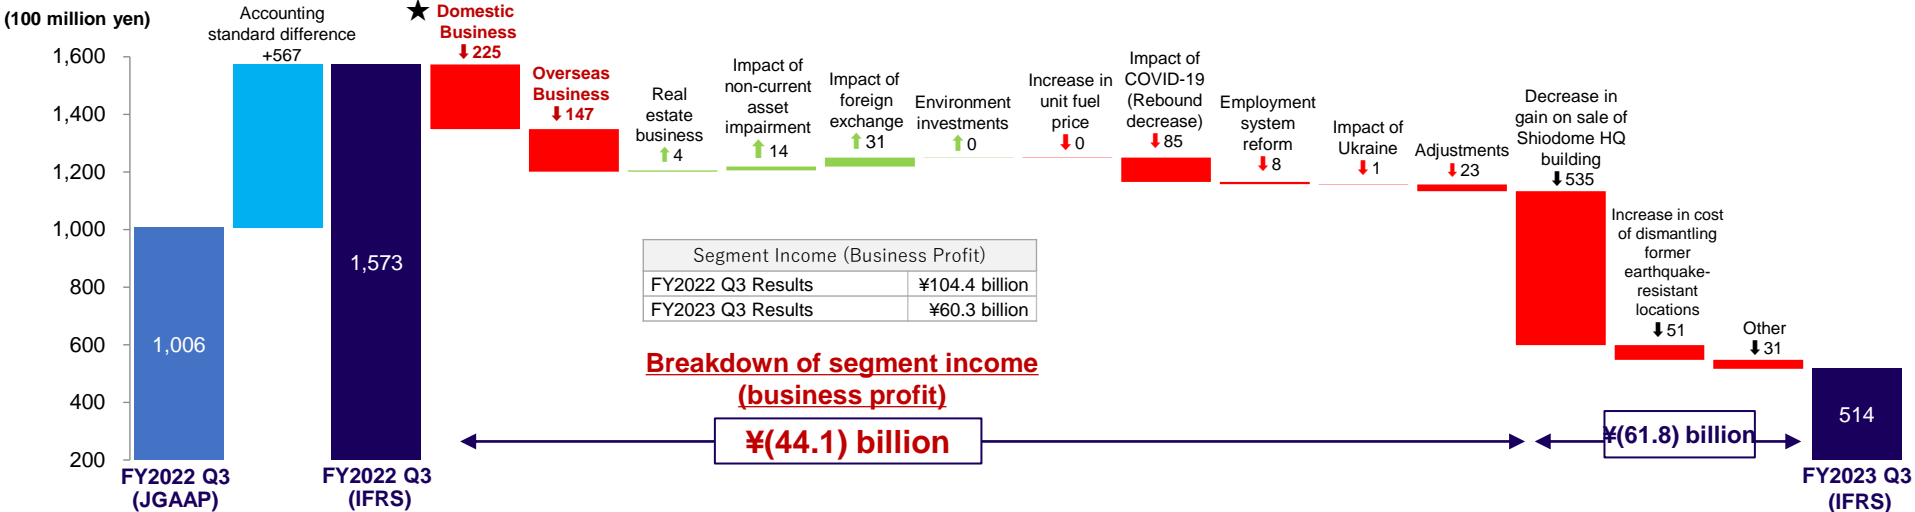 (100 million yen)
1,600
1,400
1,200
1,000
800
600
400
200
1,006
FY2022 Q3
(JGAAP)
Accounting
standard difference
+567
1,573
FY2022 Q3
(IFRS)
★ Domestic
Business
⬇225
Overseas
Business
⬇147
Real
estate
business
⬆4
Impact of
non-current
asset
impairment
⬆14
Impact of
foreign
exchange
⬆31
Environment
investments
⬆0
Increase in
unit fuel
price
⬇0
Impact of
COVID-19
(Rebound
decrease)
⬇85
Employment
system
reform
⬇8
Impact of
Ukraine
⬇1
Adjustments
⬇23
Decrease in
gain on sale of
Shiodome HQ
building
⬇535
Increase in cost
of dismantling
former
earthquake-
resistant
locations
⬇51
Other
⬇31
514
FY2023 Q3
(IFRS)
Segment Income (Business Profit)
FY2022 Q3 Results ¥104.4 billion
FY2023 Q3 Results ¥60.3 billion
Breakdown of segment income
(business profit)
¥(44.1) billion
¥(61.8) billion